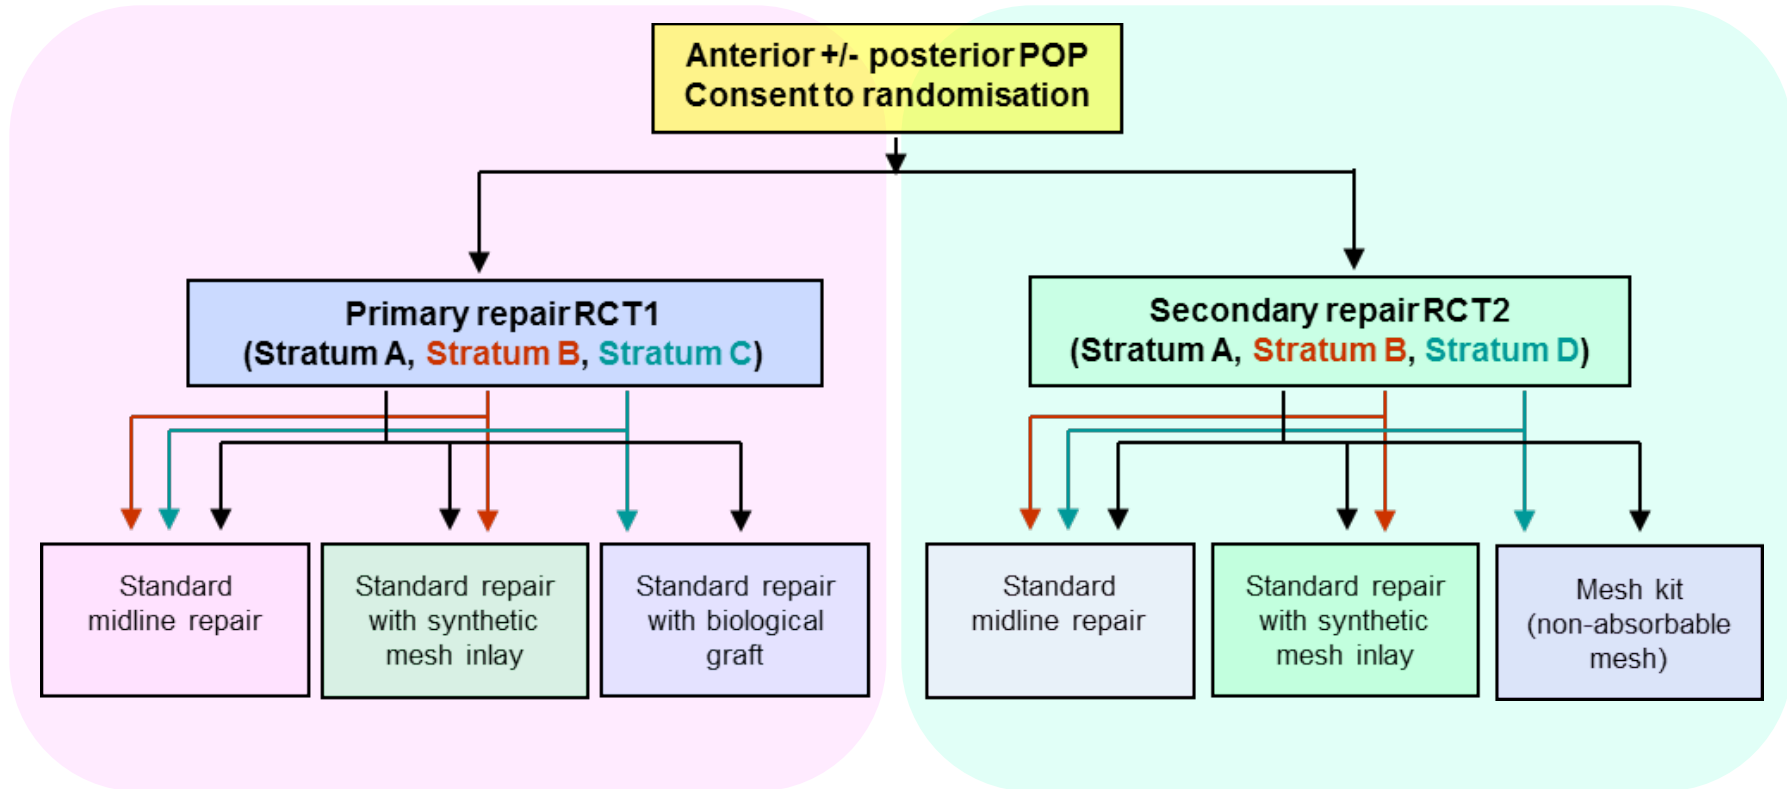 Anterior +/- posterior POP
Consent to randomisation
Primary repair RCT1
(Stratum A, Stratum B, Stratum C)
Secondary repair RCT2
(Stratum A, Stratum B, Stratum D)
Standard
midline repair
Standard repair
with synthetic
mesh inlay
Standard repair
with biological
graft
Standard
midline repair
Standard repair
with synthetic
mesh inlay
Mesh kit
(non-absorbable
mesh)